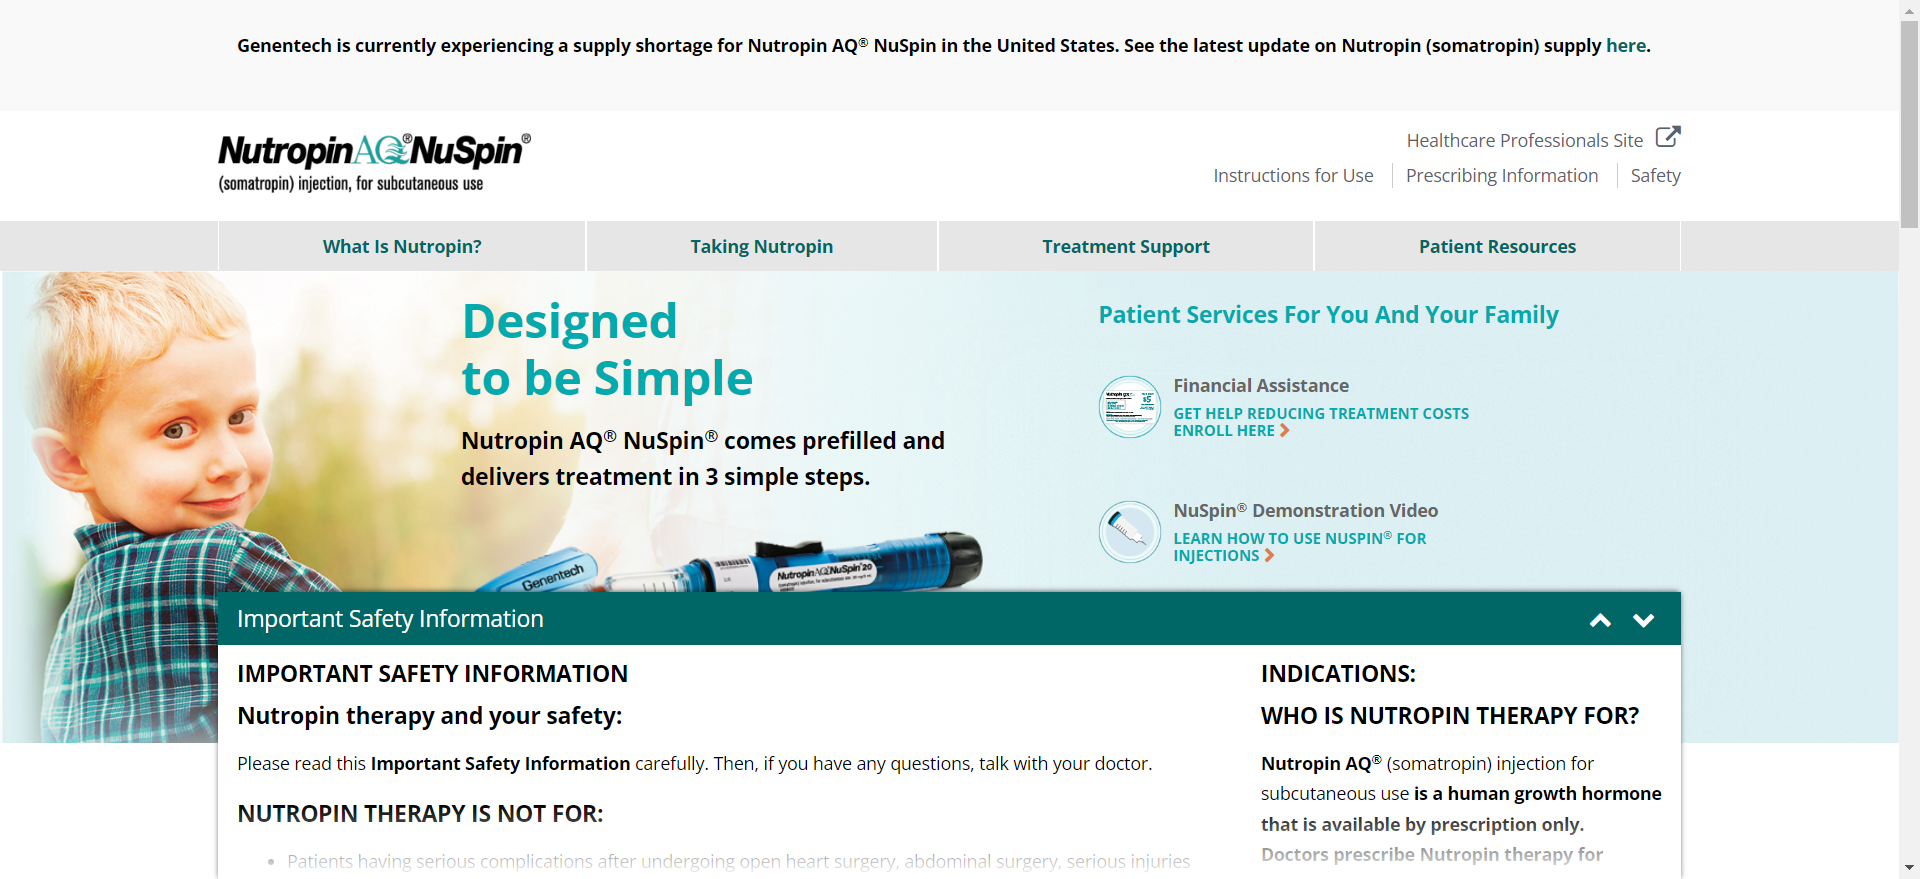 Genentech is currently experiencing a supply shortage for Nutropin AQ® NuSpin in the United States. See the latest update on Nutropin (somatropin) supply here.
NutropinAQ®NuSpin®
(somatropin) injection, for subcutaneous use
Healthcare Professionals Site
Instructions for Use
Prescribing Information
Safety
What Is Nutropin?
Taking Nutropin
Treatment Support
Patient Resources
Designed
to be Simple
Nutropin AQ® NuSpin® comes prefilled and
delivers treatment in 3 simple steps.
Genentech
NutropinAQ NuSpin 20
Patient Services For You And Your Family
Financial Assistance
GET HELP REDUCING TREATMENT COSTS
ENROLL HERE
$5
NuSpin® Demonstration Video
LEARN HOW TO USE NUSPIN® FOR
INJECTIONS
Important Safety Information
IMPORTANT SAFETY INFORMATION
Nutropin therapy and your safety:
Please read this Important Safety Information carefully. Then, if you have any questions, talk with your doctor.
NUTROPIN THERAPY IS NOT FOR:
• Patients having serious complications after undergoing open heart surgery, abdominal surgery, serious injuries
INDICATIONS:
WHO IS NUTROPIN THERAPY FOR?
Nutropin AQ® (somatropin) injection for
subcutaneous use is a human growth hormone
that is available by prescription only.
Doctors prescribe Nutropin therapy for